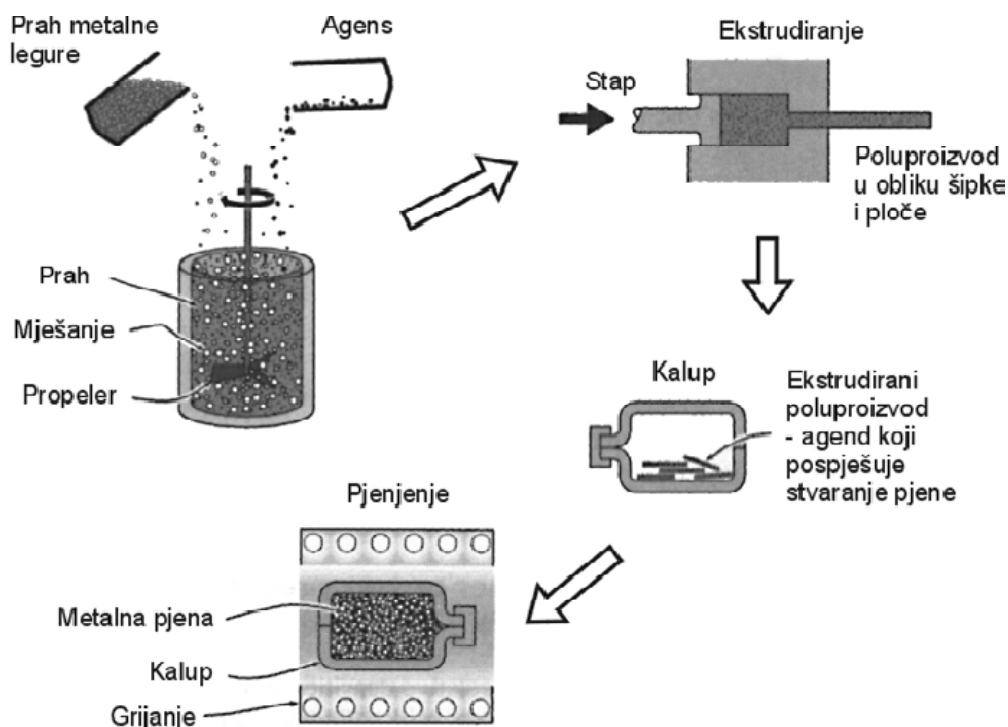 Prah metalne
legure
Agens
Prah
Mješanje
Propeler
Ekstrudiranje
Stap
Poluproizvod
u obliku šipke
i ploče
Kalup
Ekstrudirani
poluproizvod
- agend koji
pospješuje
stvaranje pjene
Pjenjenje
Metalna pjena
Kalup
Grijanje